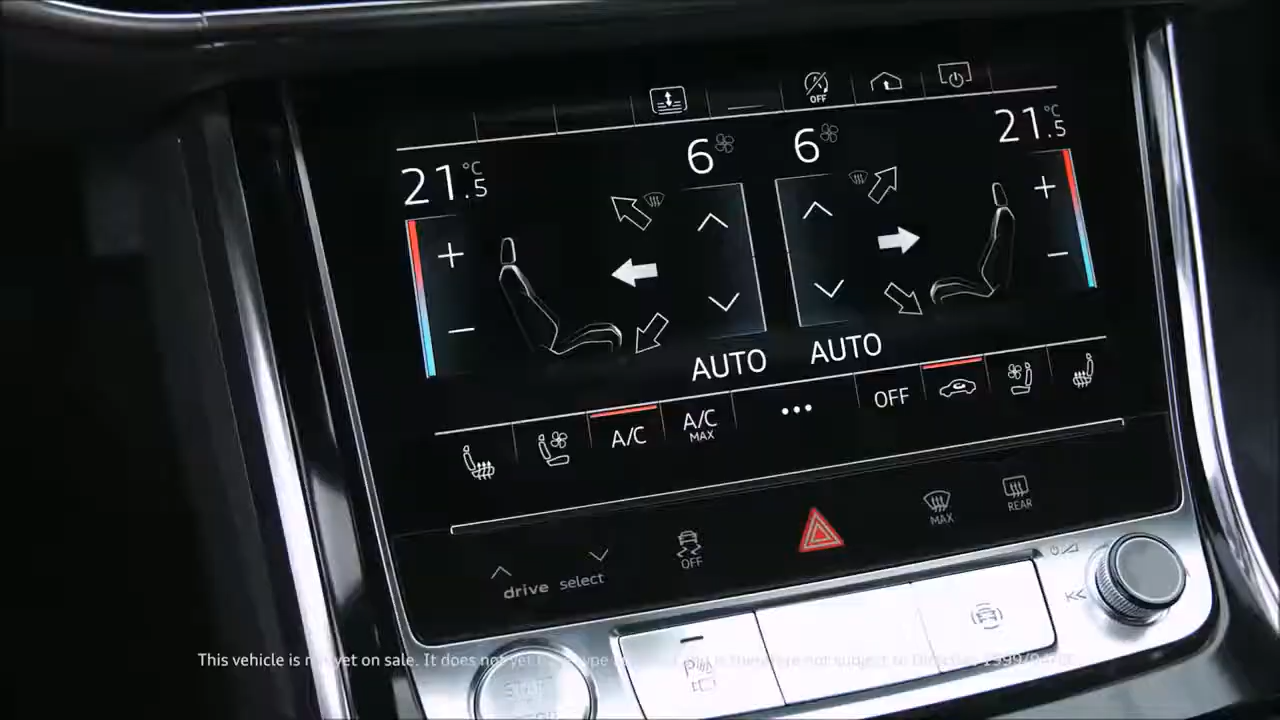 OFF
21.5 °C
6
6
21.5 °C
AUTO
AUTO
A/C
A/C
MAX
OFF
MAX
REAR
OFF
drive select
This vehicle is not yet on sale. It does not yet have type approval and is therefore not subject to Directive 1999/94/EC.
START